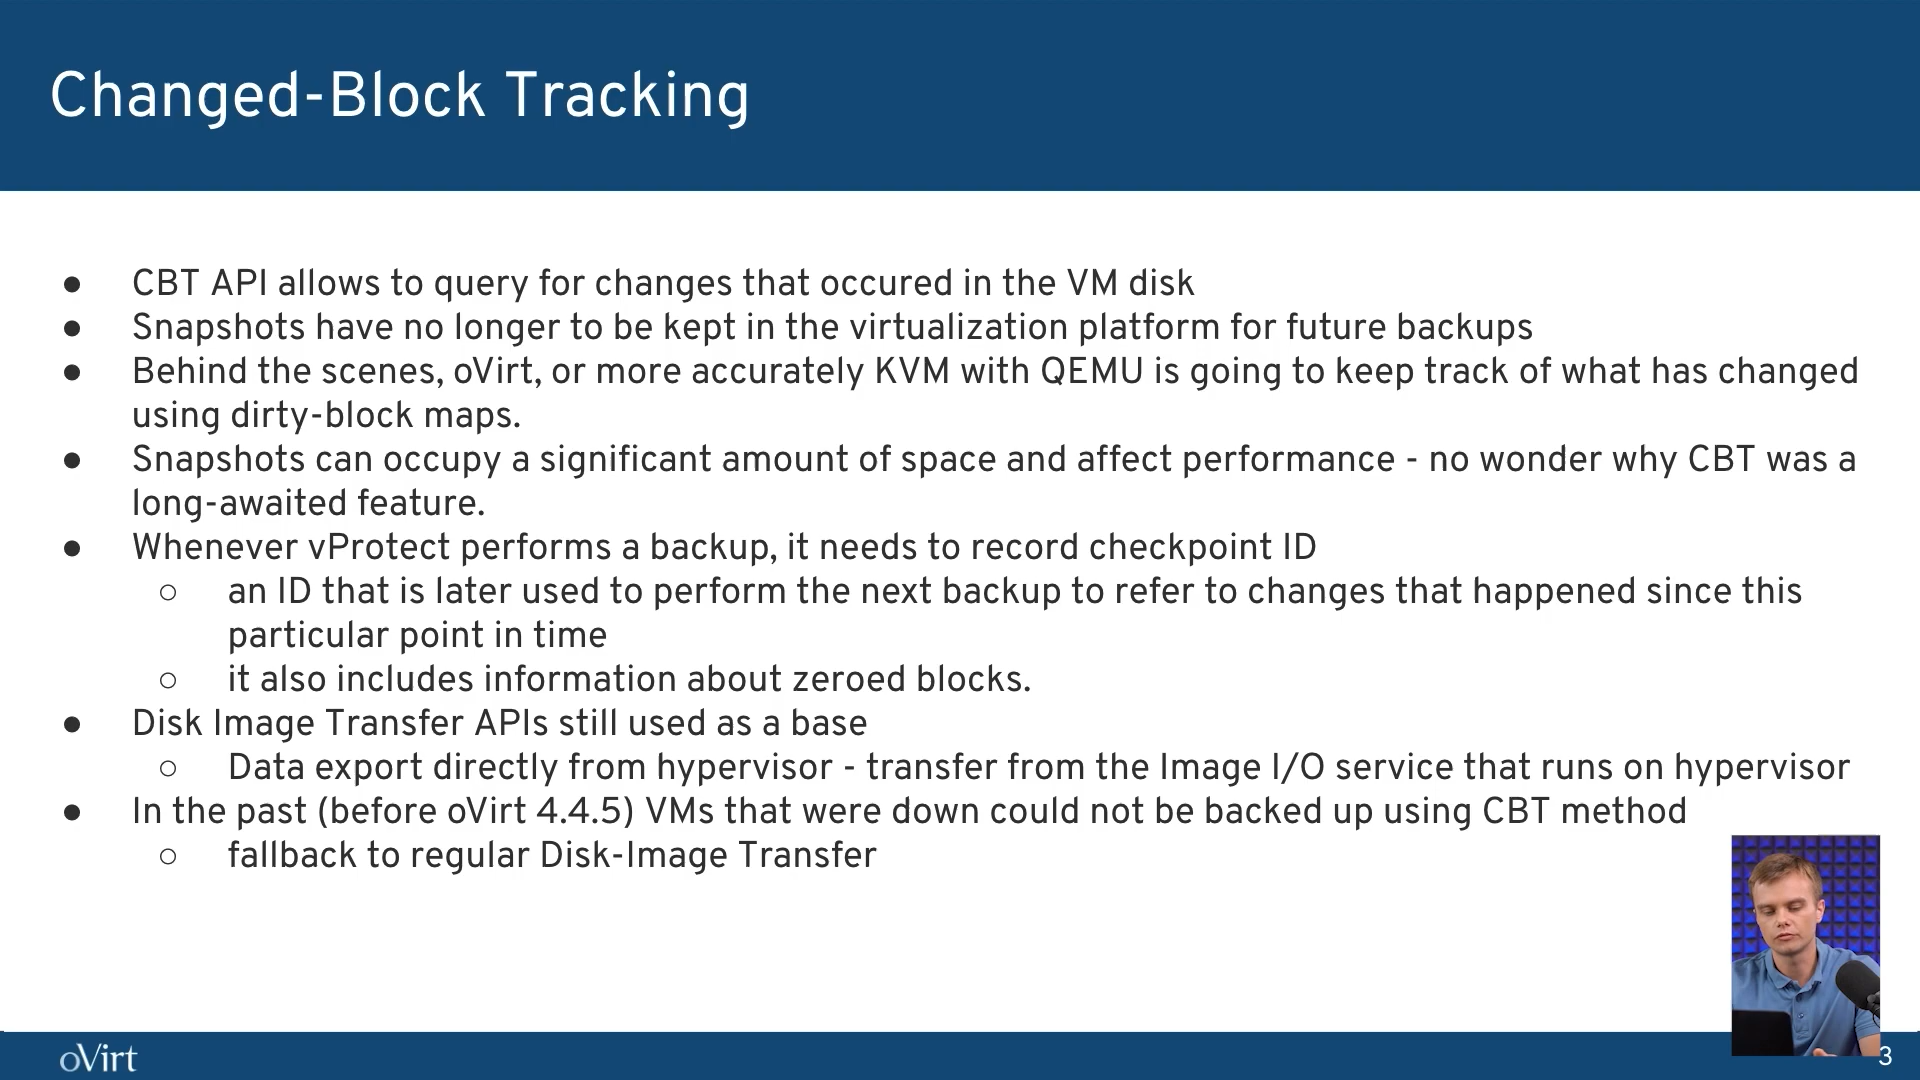 Changed-Block Tracking
● CBT API allows to query for changes that occured in the VM disk
● Snapshots have no longer to be kept in the virtualization platform for future backups
● Behind the scenes, oVirt, or more accurately KVM with QEMU is going to keep track of what has changed
using dirty-block maps.
● Snapshots can occupy a significant amount of space and affect performance - no wonder why CBT was a
long-awaited feature.
● Whenever vProtect performs a backup, it needs to record checkpoint ID
○ an ID that is later used to perform the next backup to refer to changes that happened since this
particular point in time
○ it also includes information about zeroed blocks.
● Disk Image Transfer APIs still used as a base
○ Data export directly from hypervisor - transfer from the Image I/O service that runs on hypervisor
● In the past (before oVirt 4.4.5) VMs that were down could not be backed up using CBT method
○ fallback to regular Disk-Image Transfer
oVirt
3